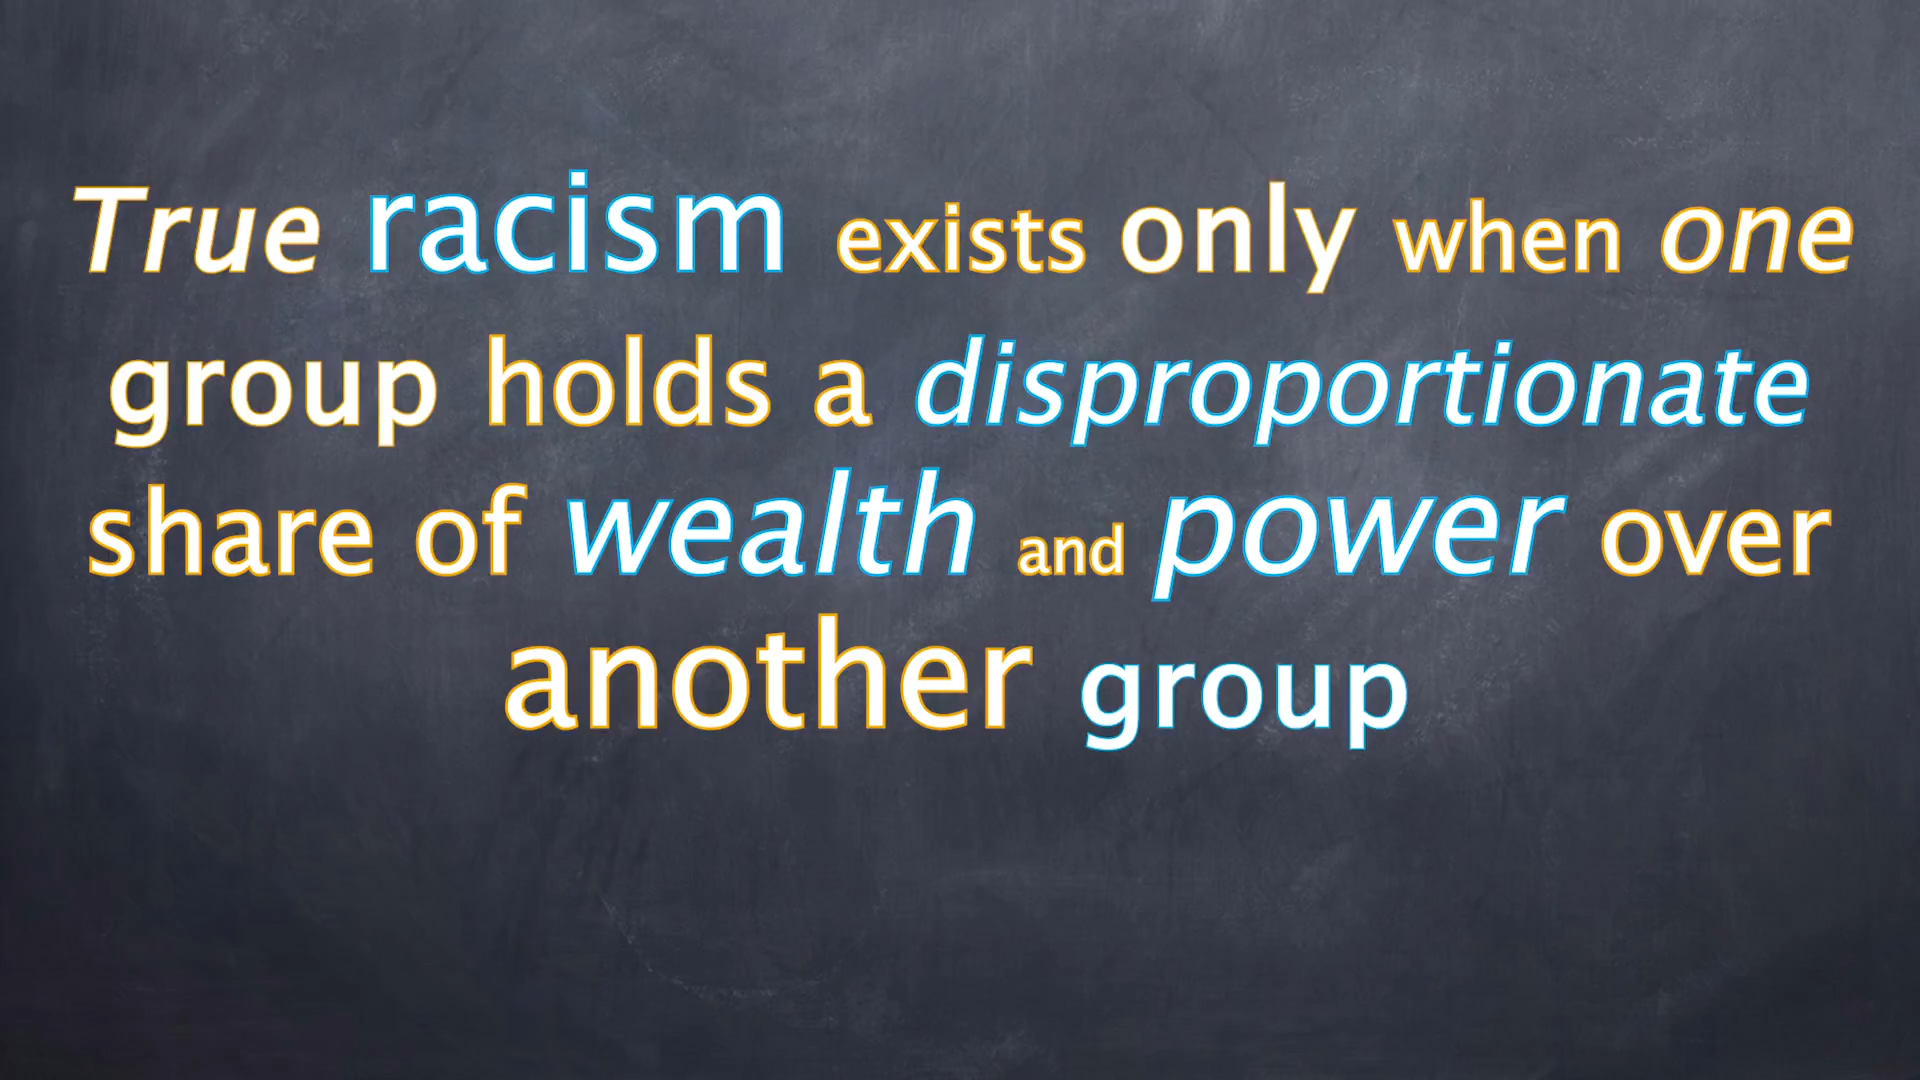 True racism exists only when one
group holds a disproportionate
share of wealth and power over
another group